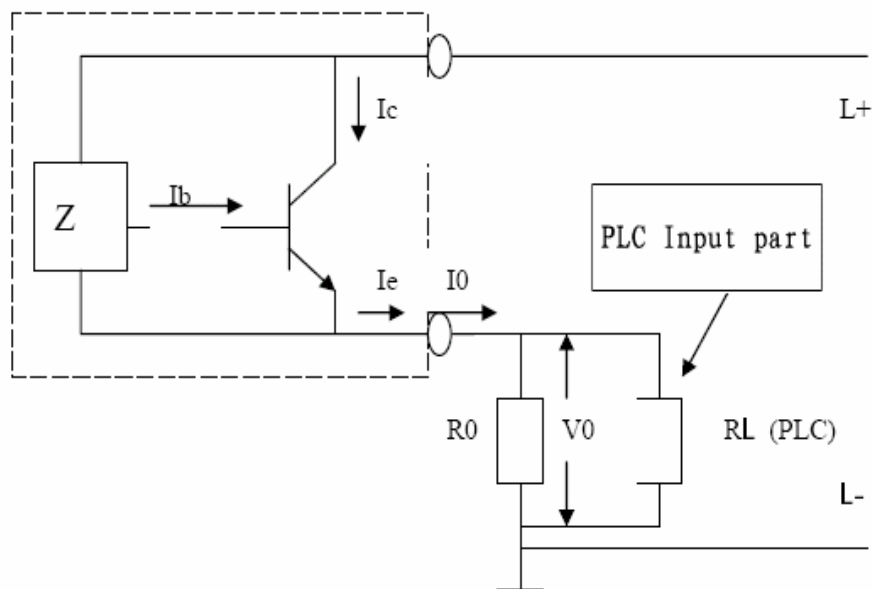 Ic
L+
Ib
Z
PLC Input part
Ie
I0
R0
V0
RL (PLC)
L-